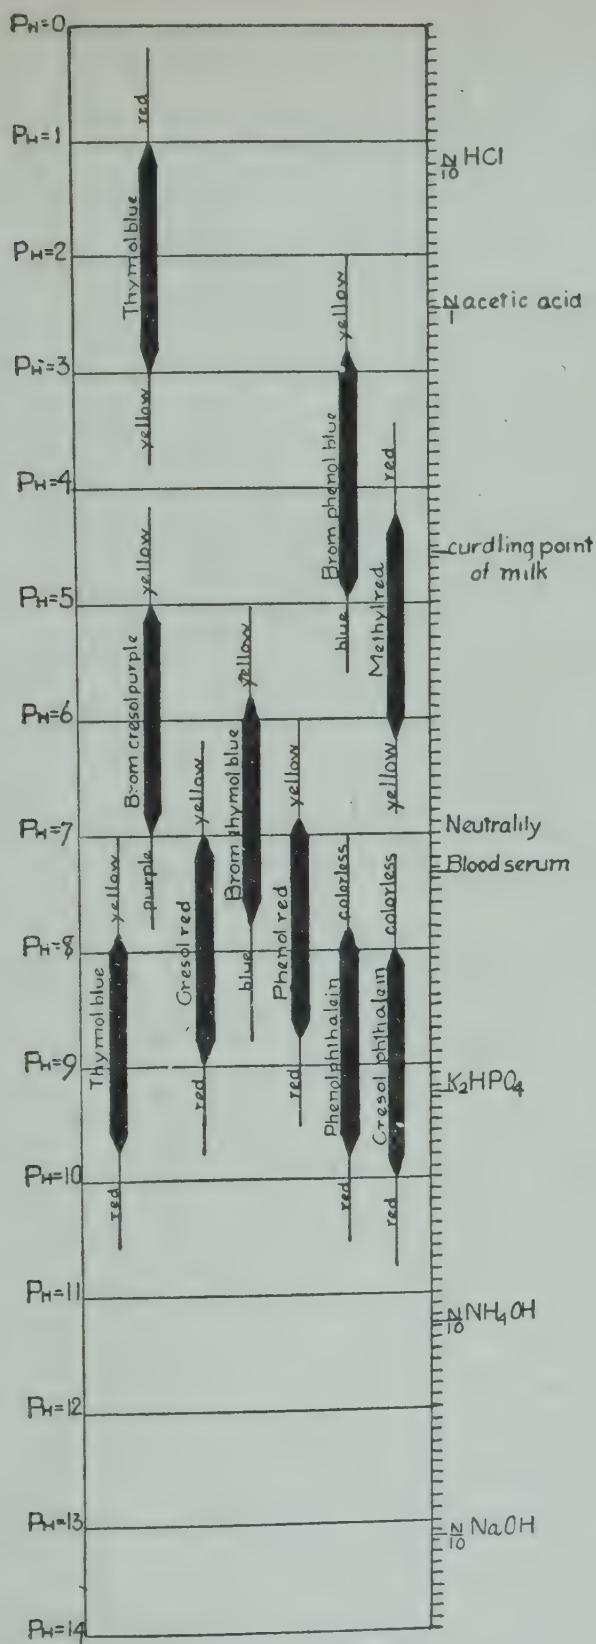 PH=0
red
PH=1
N/10 HCl
Thymol blue
PH=2
yellow
N/1 acetic acid
PH=3
yellow
Brom phenol blue
red
PH=4
yellow
curdling point
of milk
PH=5
blue
Methyl red
Brom cresol purple
yellow
PH=6
yellow
yellow
yellow
Brom thymol blue
PH=7
Neutrality
purple
yellow
colorless
colorless
Blood serum
PH=8
Thymol blue
Cresol red
blue
Phenol red
Phenolphthalein
Cresol phthalein
PH=9
red
red
K2HPO4
PH=10
red
red
red
PH=11
N/10 NH4OH
PH=12
PH=13
N/10 NaOH
PH=14